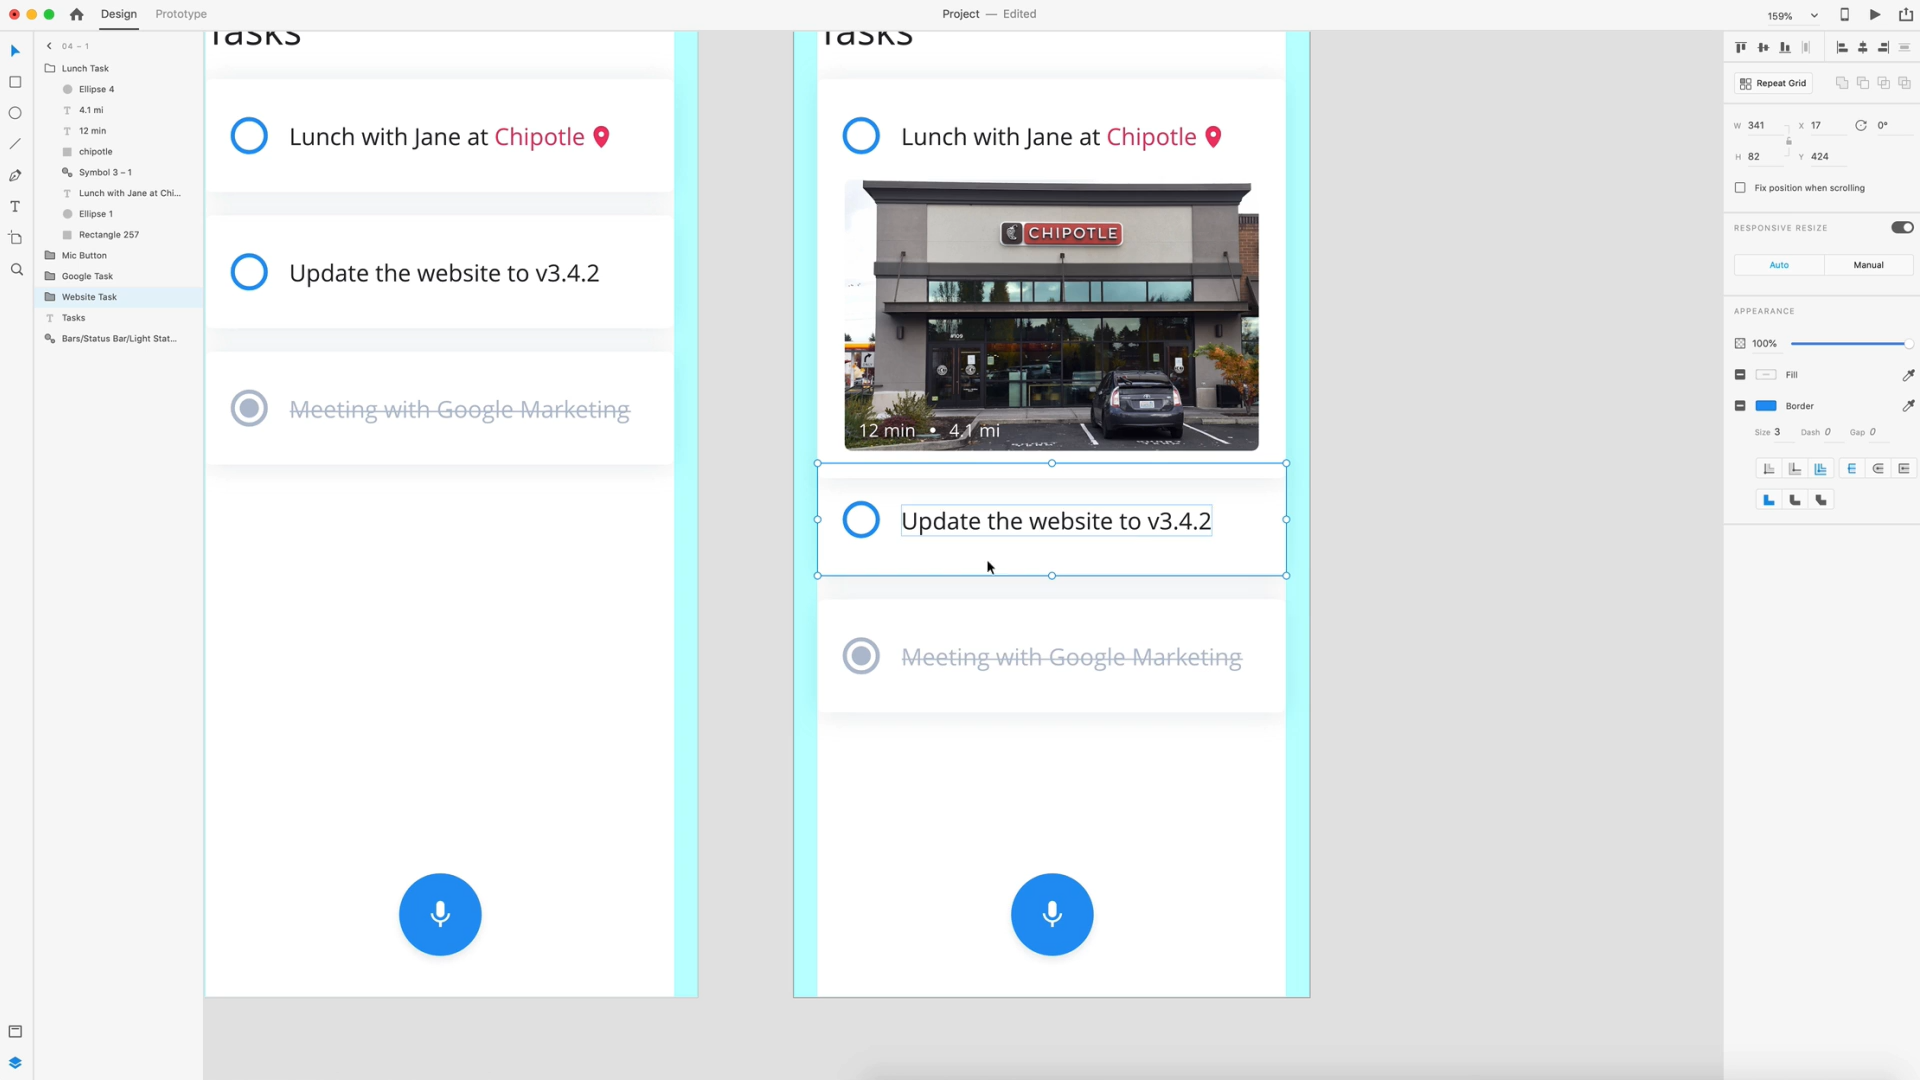 Design
Prototype
Project — Edited
159%
04 – 1
Lunch Task
Ellipse 4
4.1 mi
12 min
chipotle
Symbol 3 – 1
Lunch with Jane at Chi...
Ellipse 1
Rectangle 257
Mic Button
Google Task
Website Task
Tasks
Bars/Status Bar/Light Stat...
Tasks
Lunch with Jane at Chipotle
Update the website to v3.4.2
Meeting with Google Marketing
Tasks
Lunch with Jane at Chipotle
CHIPOTLE
12 min • 4.1 mi
Update the website to v3.4.2
Meeting with Google Marketing
Repeat Grid
W 341 X 17 0°
H 82 Y 424
Fix position when scrolling
RESPONSIVE RESIZE
Auto
Manual
APPEARANCE
100%
Fill
Border
Size 3 Dash 0 Gap 0